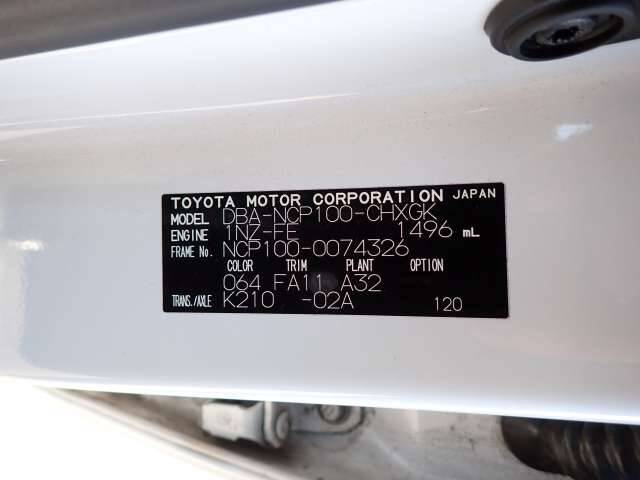 TOYOTA MOTOR CORPORATION JAPAN
MODEL DBA-NCP100-CHXGK
ENGINE 1NZ-FE 1496 mL
FRAME No. NCP100-0074326
COLOR TRIM PLANT OPTION
064 FA11 A32
TRANS./AXLE K210 -02A 120